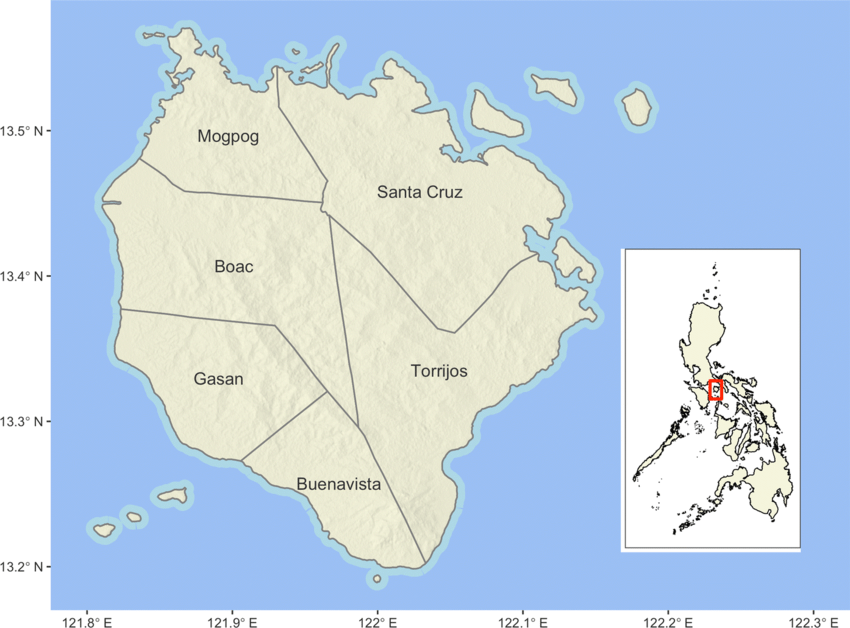 13.5° N
13.4° N
13.3° N
13.2° N
Mogpog
Santa Cruz
Boac
Gasan
Torrijos
Buenavista
121.8° E
121.9° E
122° E
122.1° E
122.2° E
122.3° E